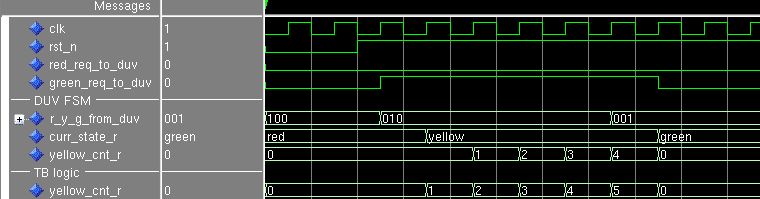 Messages
clk 1
rst_n 1
red_req_to_duv 0
green_req_to_duv 0
DUV FSM
r_y_g_from_duv 001 100 010 001
curr_state_r green red yellow green
yellow_cnt_r 0 0 1 2 3 4 0
TB logic
yellow_cnt_r 0 0 1 2 3 4 5 0